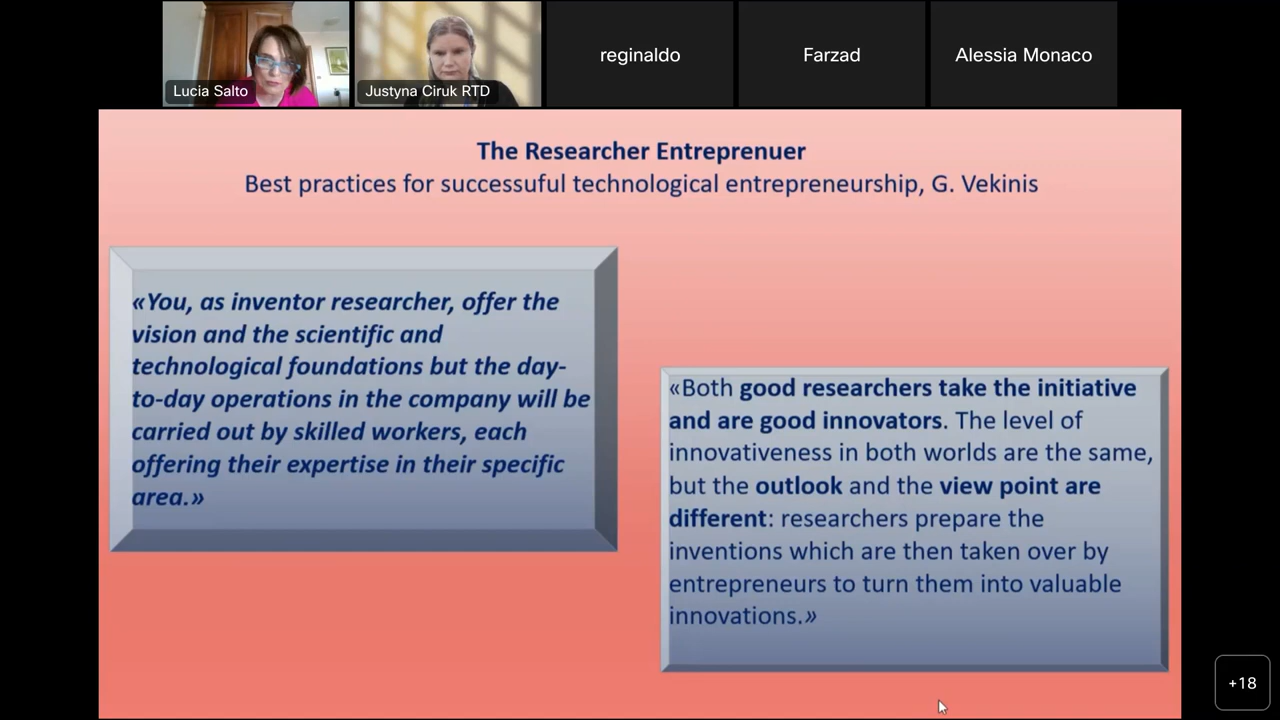 reginaldo
Farzad
Alessia Monaco
Lucia Salto
Justyna Ciruk RTD
The Researcher Entreprenuer
Best practices for successuful technological entrepreneurship, G. Vekinis
«You, as inventor researcher, offer the
vision and the scientific and
technological foundations but the day-
to-day operations in the company will be
carried out by skilled workers, each
offering their expertise in their specific
area.»
«Both good researchers take the initiative
and are good innovators. The level of
innovativeness in both worlds are the same,
but the outlook and the view point are
different: researchers prepare the
inventions which are then taken over by
entrepreneurs to turn them into valuable
innovations.»
+18